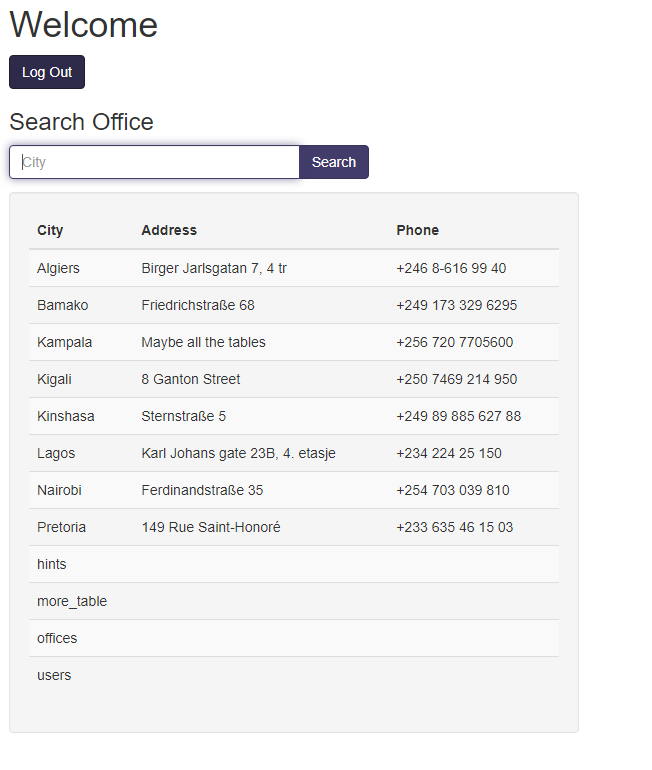 Welcome
Log Out
Search Office
City Search
City Address Phone
Algiers Birger Jarlsgatan 7, 4 tr +246 8-616 99 40
Bamako Friedrichstraße 68 +249 173 329 6295
Kampala Maybe all the tables +256 720 7705600
Kigali 8 Ganton Street +250 7469 214 950
Kinshasa Sternstraße 5 +249 89 885 627 88
Lagos Karl Johans gate 23B, 4. etasje +234 224 25 150
Nairobi Ferdinandstraße 35 +254 703 039 810
Pretoria 149 Rue Saint-Honoré +233 635 46 15 03
hints
more_table
offices
users